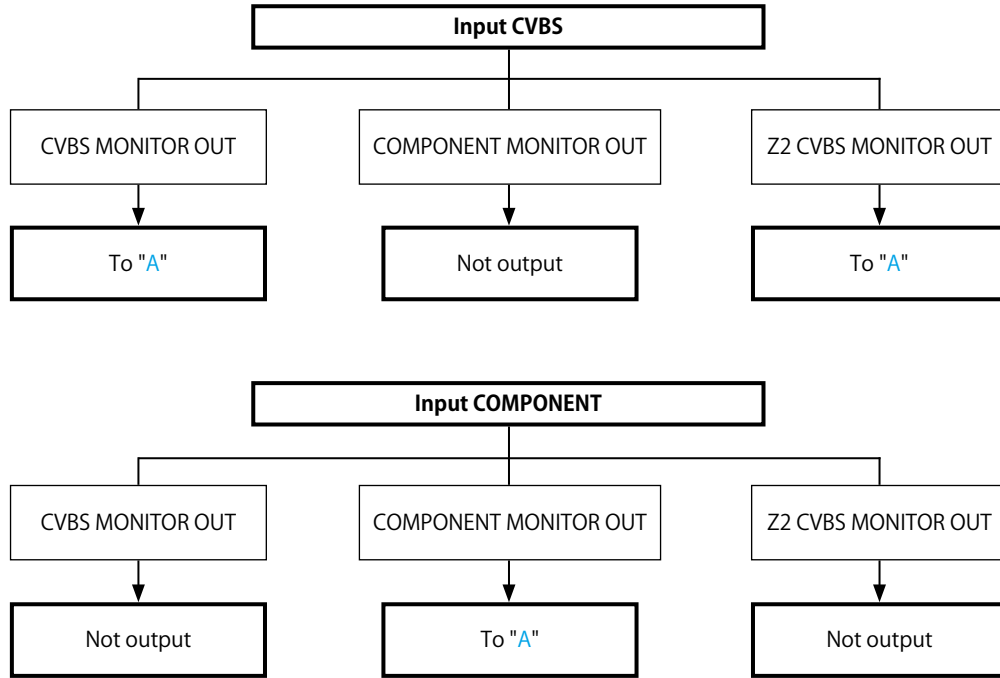 Input CVBS
CVBS MONITOR OUT
COMPONENT MONITOR OUT
Z2 CVBS MONITOR OUT
To "A"
Not output
To "A"
Input COMPONENT
CVBS MONITOR OUT
COMPONENT MONITOR OUT
Z2 CVBS MONITOR OUT
Not output
To "A"
Not output